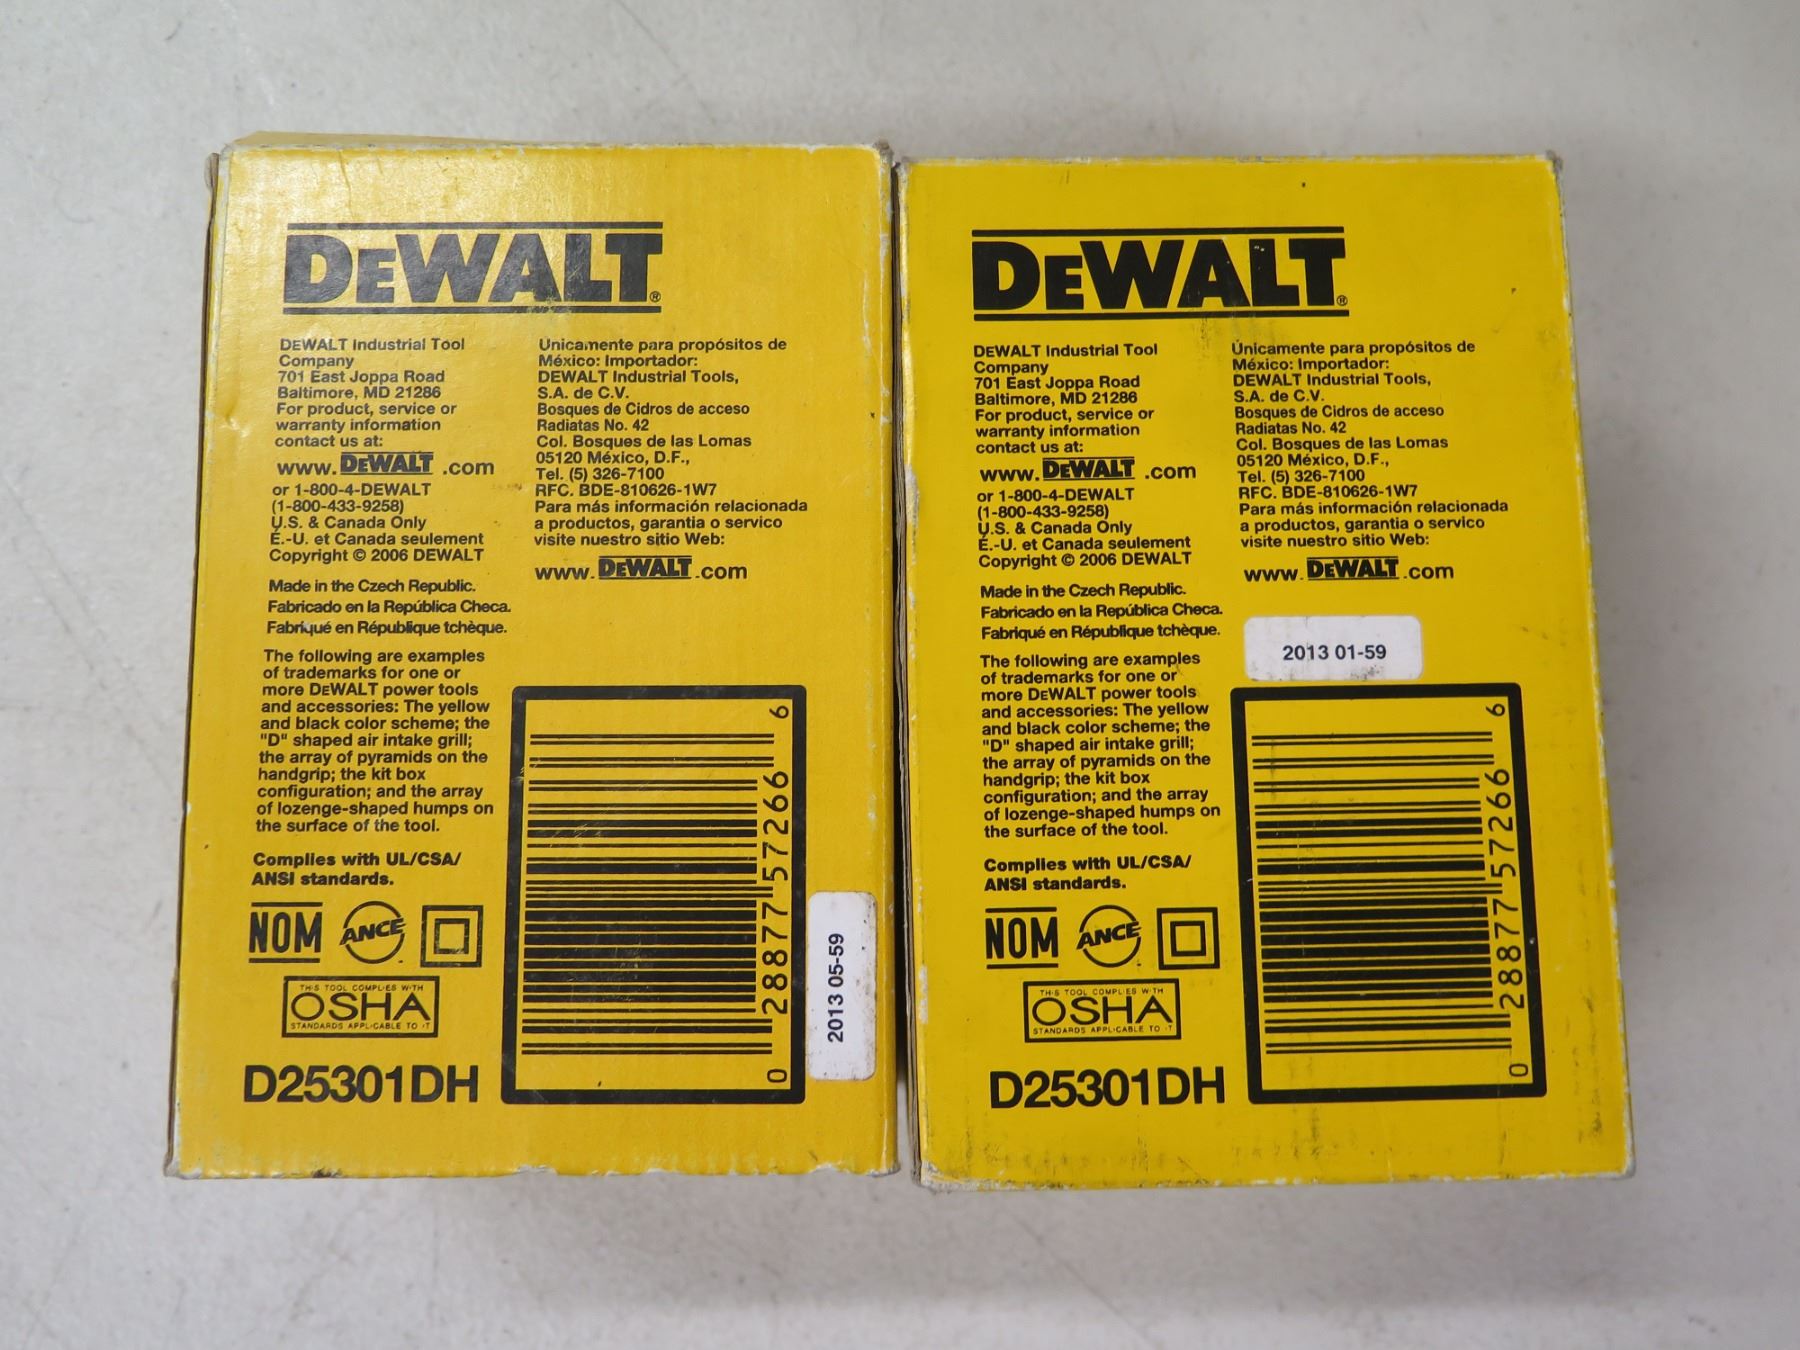 DEWALT®
DEWALT Industrial Tool
Company
701 East Joppa Road
Baltimore, MD 21286
For product, service or
warranty information
contact us at:
www.DEWALT.com
or 1-800-4-DEWALT
(1-800-433-9258)
U.S. & Canada Only
É.-U. et Canada seulement
Copyright © 2006 DEWALT
Made in the Czech Republic.
Fabricado en la República Checa.
Fabriqué en République tchèque.
The following are examples
of trademarks for one or
more DEWALT power tools
and accessories: The yellow
and black color scheme; the
"D" shaped air intake grill;
the array of pyramids on the
handgrip; the kit box
configuration; and the array
of lozenge-shaped humps on
the surface of the tool.
Complies with UL/CSA/
ANSI standards.
NOM ANCE
THIS TOOL COMPLIES WITH
OSHA
STANDARDS APPLICABLE TO IT
D25301DH
Únicamente para propósitos de
México: Importador:
DEWALT Industrial Tools,
S.A. de C.V.
Bosques de Cidros de acceso
Radiatas No. 42
Col. Bosques de las Lomas
05120 México, D.F.,
Tel. (5) 326-7100
RFC. BDE-810626-1W7
Para más información relacionada
a productos, garantia o servico
visite nuestro sitio Web:
www.DEWALT.com
0 28877 57266 6
2013 05-59
DEWALT®
DEWALT Industrial Tool
Company
701 East Joppa Road
Baltimore, MD 21286
For product, service or
warranty information
contact us at:
www.DEWALT.com
or 1-800-4-DEWALT
(1-800-433-9258)
U.S. & Canada Only
É.-U. et Canada seulement
Copyright © 2006 DEWALT
Made in the Czech Republic.
Fabricado en la República Checa.
Fabriqué en République tchèque.
The following are examples
of trademarks for one or
more DEWALT power tools
and accessories: The yellow
and black color scheme; the
"D" shaped air intake grill;
the array of pyramids on the
handgrip; the kit box
configuration; and the array
of lozenge-shaped humps on
the surface of the tool.
Complies with UL/CSA/
ANSI standards.
NOM ANCE
THIS TOOL COMPLIES WITH
OSHA
STANDARDS APPLICABLE TO IT
D25301DH
Únicamente para propósitos de
México: Importador:
DEWALT Industrial Tools,
S.A. de C.V.
Bosques de Cidros de acceso
Radiatas No. 42
Col. Bosques de las Lomas
05120 México, D.F.,
Tel. (5) 326-7100
RFC. BDE-810626-1W7
Para más información relacionada
a productos, garantia o servico
visite nuestro sitio Web:
www.DEWALT.com
2013 01-59
0 28877 57266 6